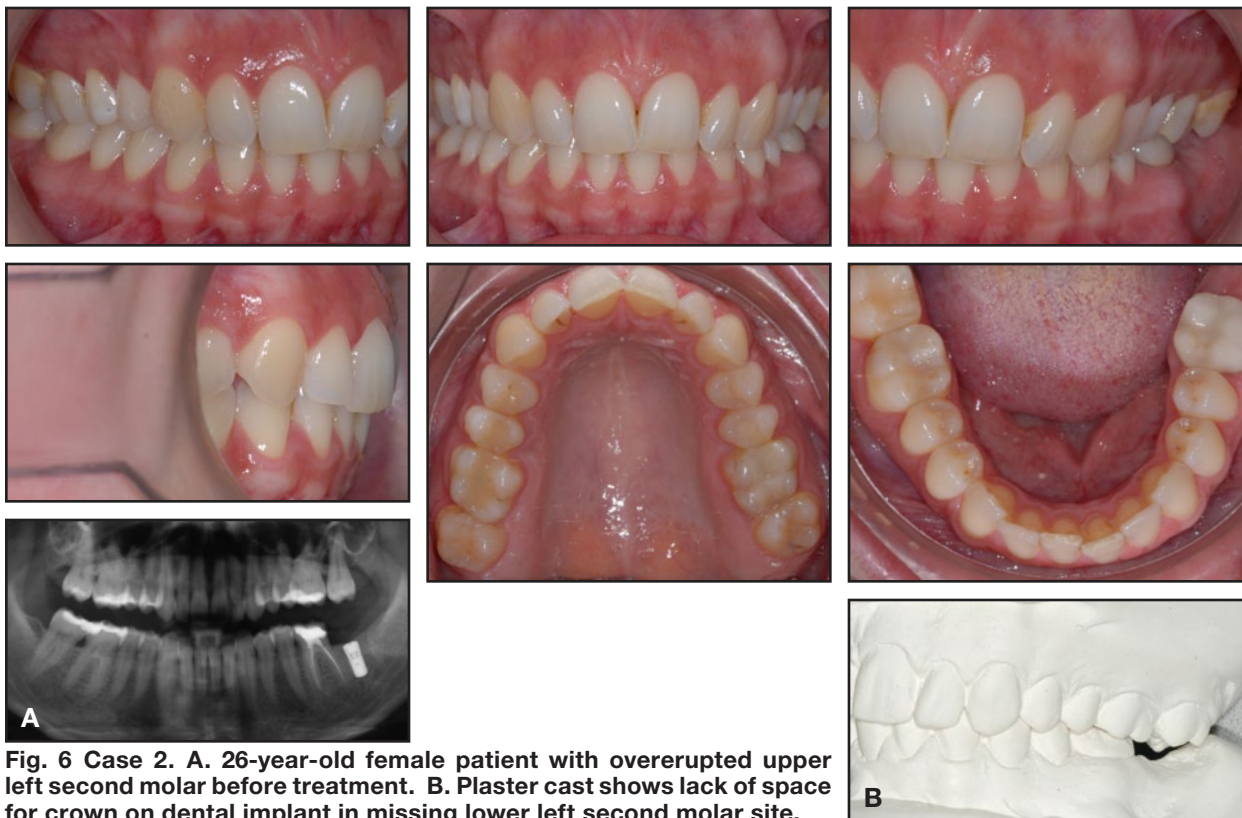 A
B
Fig. 6 Case 2. A. 26-year-old female patient with overerupted upper
left second molar before treatment. B. Plaster cast shows lack of space
for crown on dental implant in missing lower left second molar site.